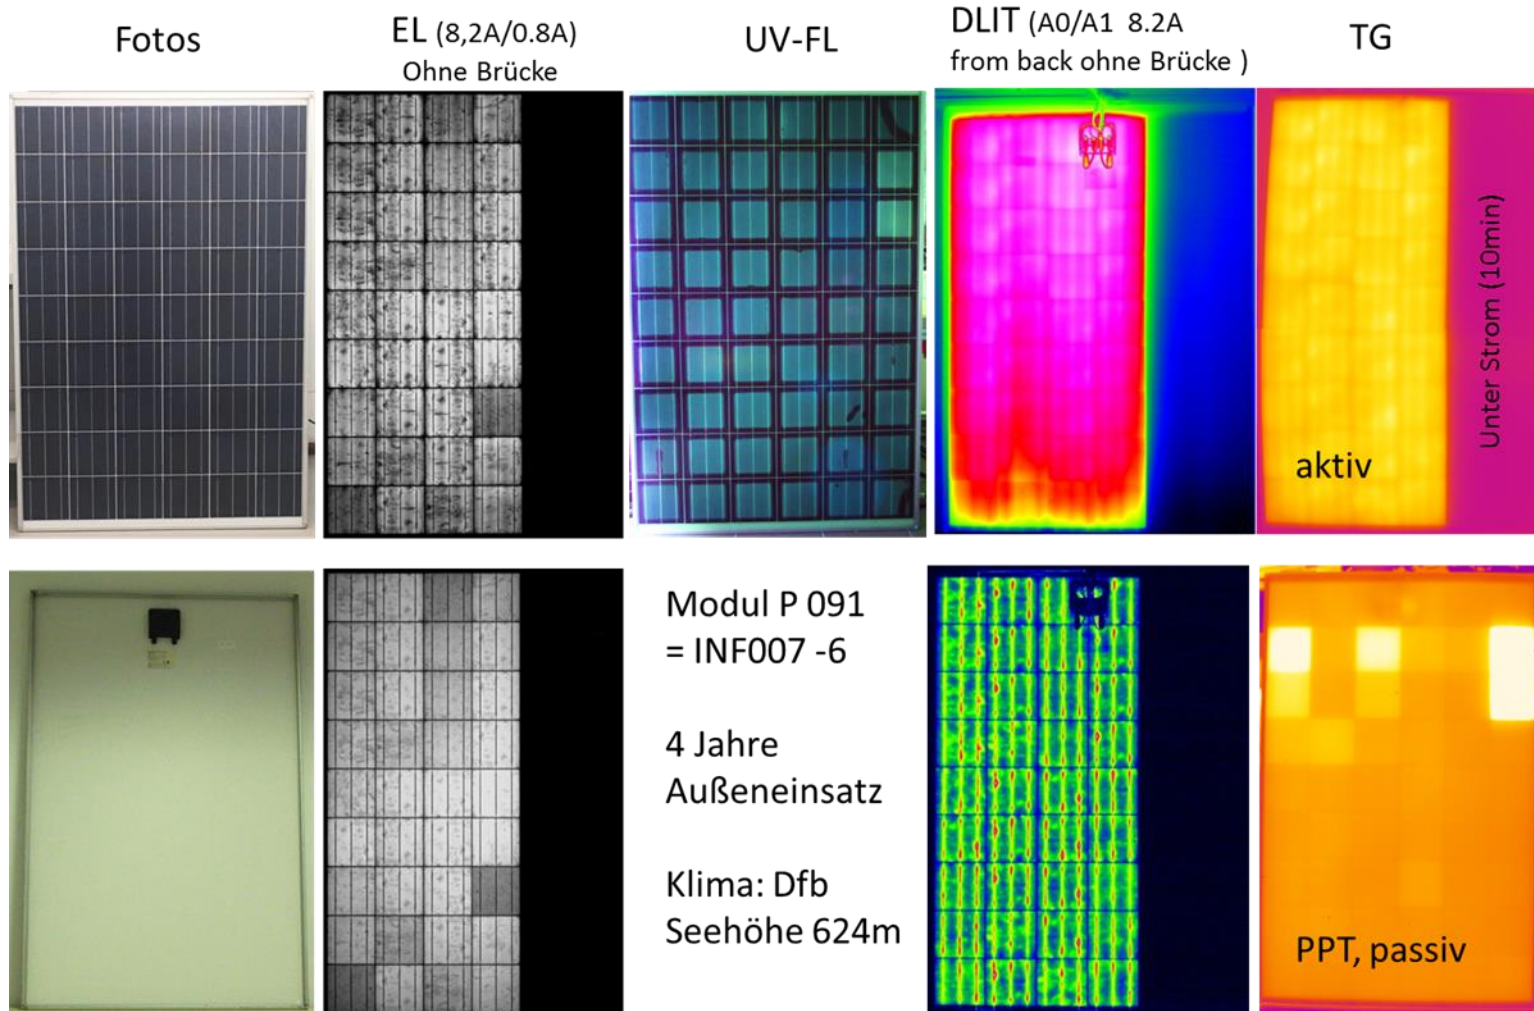 Fotos
EL (8,2A/0.8A)
Ohne Brücke
UV-FL
DLIT (A0/A1 8.2A
from back ohne Brücke )
TG
Unter Strom (10min)
aktiv
Modul P 091
= INF007 -6
4 Jahre
Außeneinsatz
Klima: Dfb
Seehöhe 624m
PPT, passiv